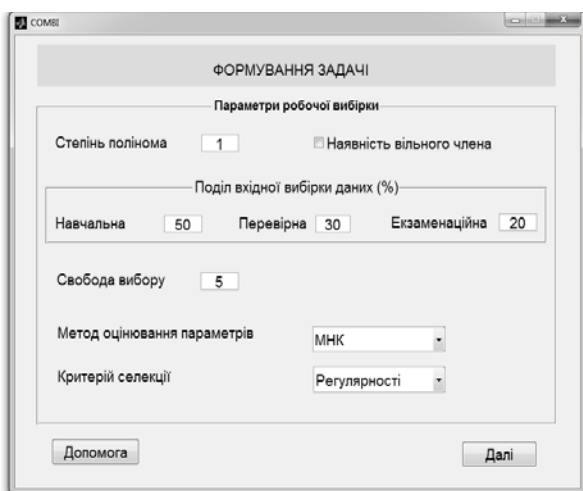 COMBI
ФОРМУВАННЯ ЗАДАЧІ
Параметри робочої вибірки
Степінь полінома 1 Наявність вільного члена
Поділ вхідної вибірки даних (%)
Навчальна 50 Перевірна 30 Екзаменаційна 20
Свобода вибору 5
Метод оцінювання параметрів МНК
Критерій селекції Регулярності
Допомога Далі